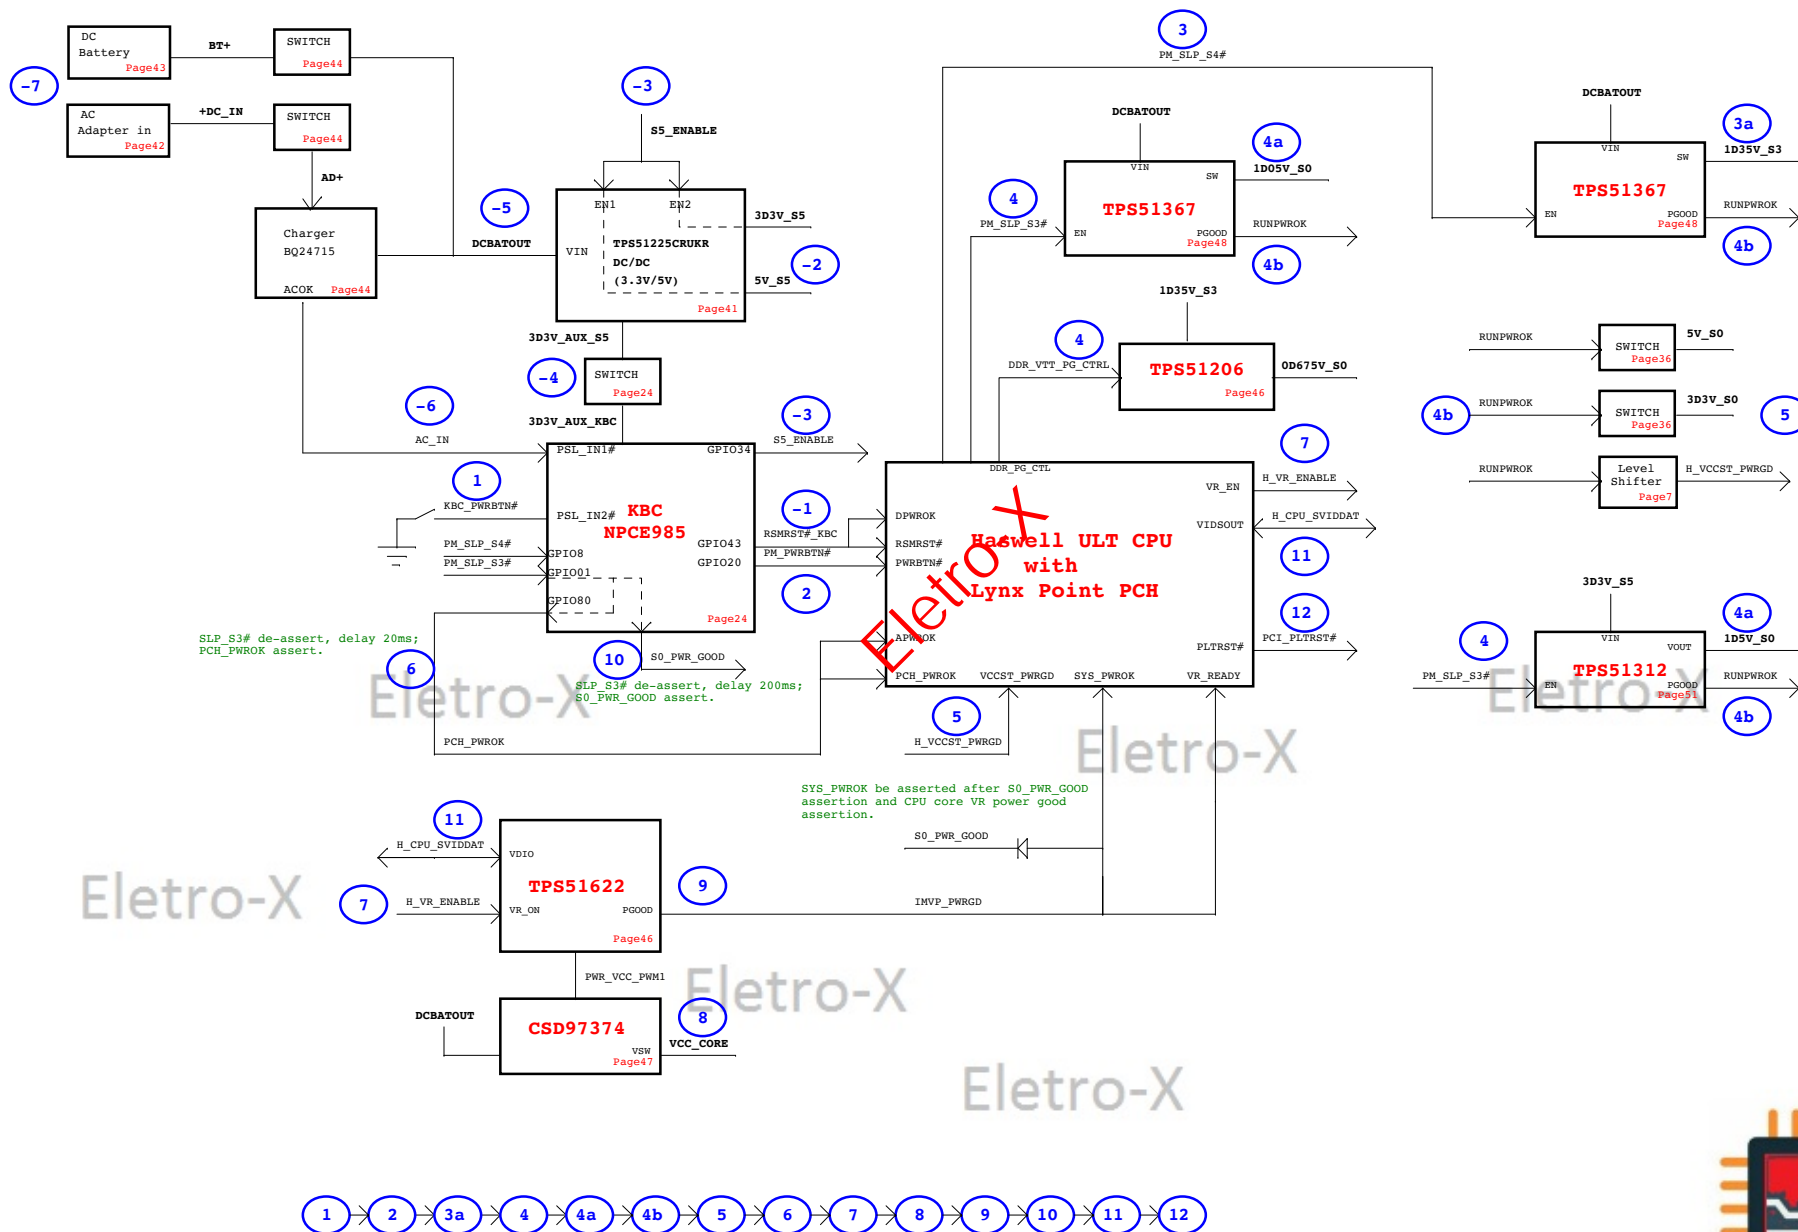 DC
Battery
Page43
BT+
SWITCH
Page44
-7
AC
Adapter in
Page42
+DC_IN
SWITCH
Page44
AD+
Charger
BQ24715
ACOK
Page44
-5
DCBATOUT
-3
S5_ENABLE
EN1
EN2
VIN
TPS51225CRUKR
DC/DC
(3.3V/5V)
Page41
3D3V_S5
-2
5V_S5
3D3V_AUX_S5
-4
SWITCH
Page24
3D3V_AUX_KBC
-6
AC_IN
1
KBC_PWRBTN#
PM_SLP_S4#
PM_SLP_S3#
PSL_IN1#
GPIO34
PSL_IN2#
KBC
NPCE985
GPIO43
GPIO8
GPIO20
GPIO01
GPIO80
Page24
-3
S5_ENABLE
-1
RSMRST#_KBC
PM_PWRBTN#
2
SLP_S3# de-assert, delay 20ms;
PCH_PWROK assert.
6
10
S0_PWR_GOOD
SLP_S3# de-assert, delay 200ms;
S0_PWR_GOOD assert.
PCH_PWROK
3
PM_SLP_S4#
DCBATOUT
4a
1D05V_S0
4
PM_SLP_S3#
VIN
SW
TPS51367
EN
PGOOD
Page48
RUNPWROK
4b
1D35V_S3
4
DDR_VTT_PG_CTRL
TPS51206
Page46
0D675V_S0
DDR_PG_CTL
DPWROK
RSMRST#
PWRBTN#
Haswell ULT CPU
with
Lynx Point PCH
Eletro X
VR_EN
VIDSOUT
APWROK
PLTRST#
PCH_PWROK
VCCST_PWRGD
SYS_PWROK
VR_READY
7
H_VR_ENABLE
H_CPU_SVIDDAT
11
12
PCI_PLTRST#
5
H_VCCST_PWRGD
SYS_PWROK be asserted after S0_PWR_GOOD
assertion and CPU core VR power good
assertion.
S0_PWR_GOOD
IMVP_PWRGD
DCBATOUT
3a
1D35V_S3
VIN
SW
TPS51367
EN
PGOOD
Page48
RUNPWROK
4b
RUNPWROK
SWITCH
Page36
5V_S0
4b
RUNPWROK
SWITCH
Page36
3D3V_S0
5
RUNPWROK
Level
Shifter
Page7
H_VCCST_PWRGD
3D3V_S5
4a
1D5V_S0
4
PM_SLP_S3#
VIN
VOUT
TPS51312
EN
PGOOD
Page51
RUNPWROK
4b
11
H_CPU_SVIDDAT
7
H_VR_ENABLE
VDIO
TPS51622
VR_ON
PGOOD
Page46
9
PWR_VCC_PWM1
DCBATOUT
CSD97374
VSW
Page47
8
VCC_CORE
Eletro-X
Eletro-X
Eletro-X
Eletro-X
Eletro-X
Eletro-X
1 2 3a 4 4a 4b 5 6 7 8 9 10 11 12